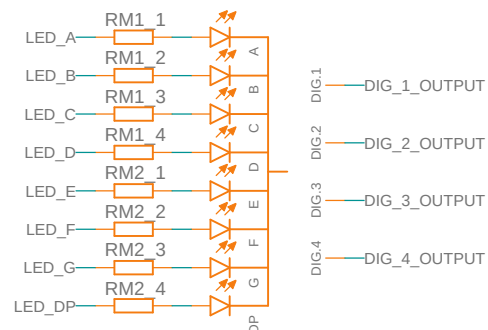 RM1_1
LED_A
A
RM1_2
LED_B
B
RM1_3
LED_C
C
RM1_4
LED_D
D
RM2_1
LED_E
E
RM2_2
LED_F
F
RM2_3
LED_G
G
RM2_4
LED_DP
DP
DIG.1
DIG_1_OUTPUT
DIG.2
DIG_2_OUTPUT
DIG.3
DIG_3_OUTPUT
DIG.4
DIG_4_OUTPUT